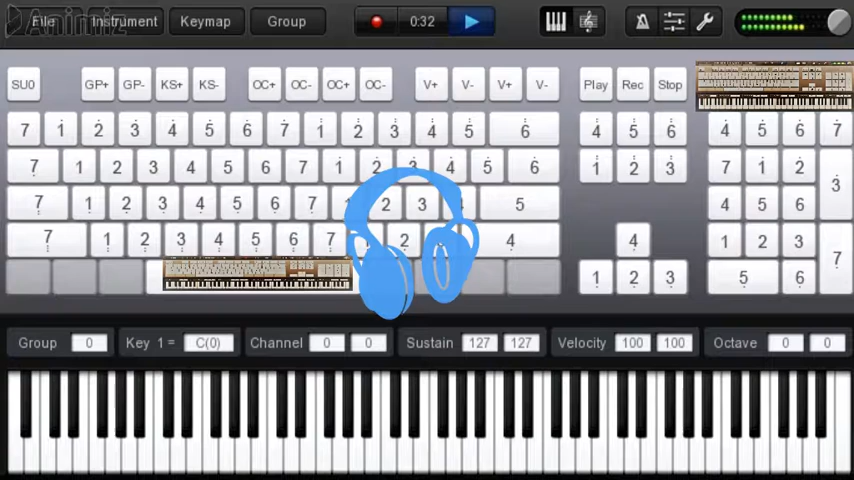 Animiz
File Instrument Keymap Group 0:32
SU0 GP+ GP- KS+ KS- OC+ OC- OC+ OC- V+ V- V+ V- Play Rec Stop
7 1 2 3 4 5 6 7 1 2 3 4 5 6 4 5 6 4 5 6 7
7 1 2 3 4 5 6 7 1 2 3 4 5 6 1 2 3 7 1 2 3
7 1 2 3 4 5 6 7 1 2 3 5 4 5 6
7 1 2 3 4 5 6 7 2 4 4 1 2 3 7
1 2 3 5 6
Group 0 Key 1 = C(0) Channel 0 0 Sustain 127 127 Velocity 100 100 Octave 0 0